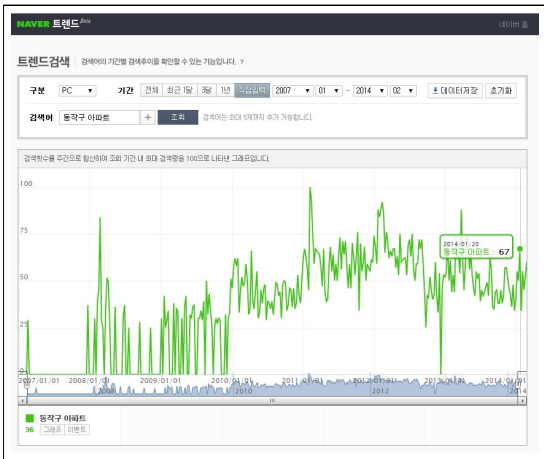 NAVER 트렌드 Beta
네이버 홈
트렌드검색 검색어의 기간별 검색추이를 확인할 수 있는 기능입니다. ?
구분 PC 기간 전체 최근 1달 3달 1년 직접입력 2007 01 ~ 2014 02 데이터저장 초기화
검색어 동작구 아파트 + 조회 검색어는 최대 5개까지 추가 가능합니다.
검색횟수를 주간으로 합산하여 조회 기간 내 최대 검색량을 100으로 나타낸 그래프입니다.
100
75
50
25
0
2014/01/20
동작구 아파트 : 67
2007/01/01 2008/01/01 2009/01/01 2010/01/01 2011/01/01 2012/01/01 2013/01/01 2014/01/01
2008 2010 2012 2014
동작구 아파트
36 그래프 이벤트